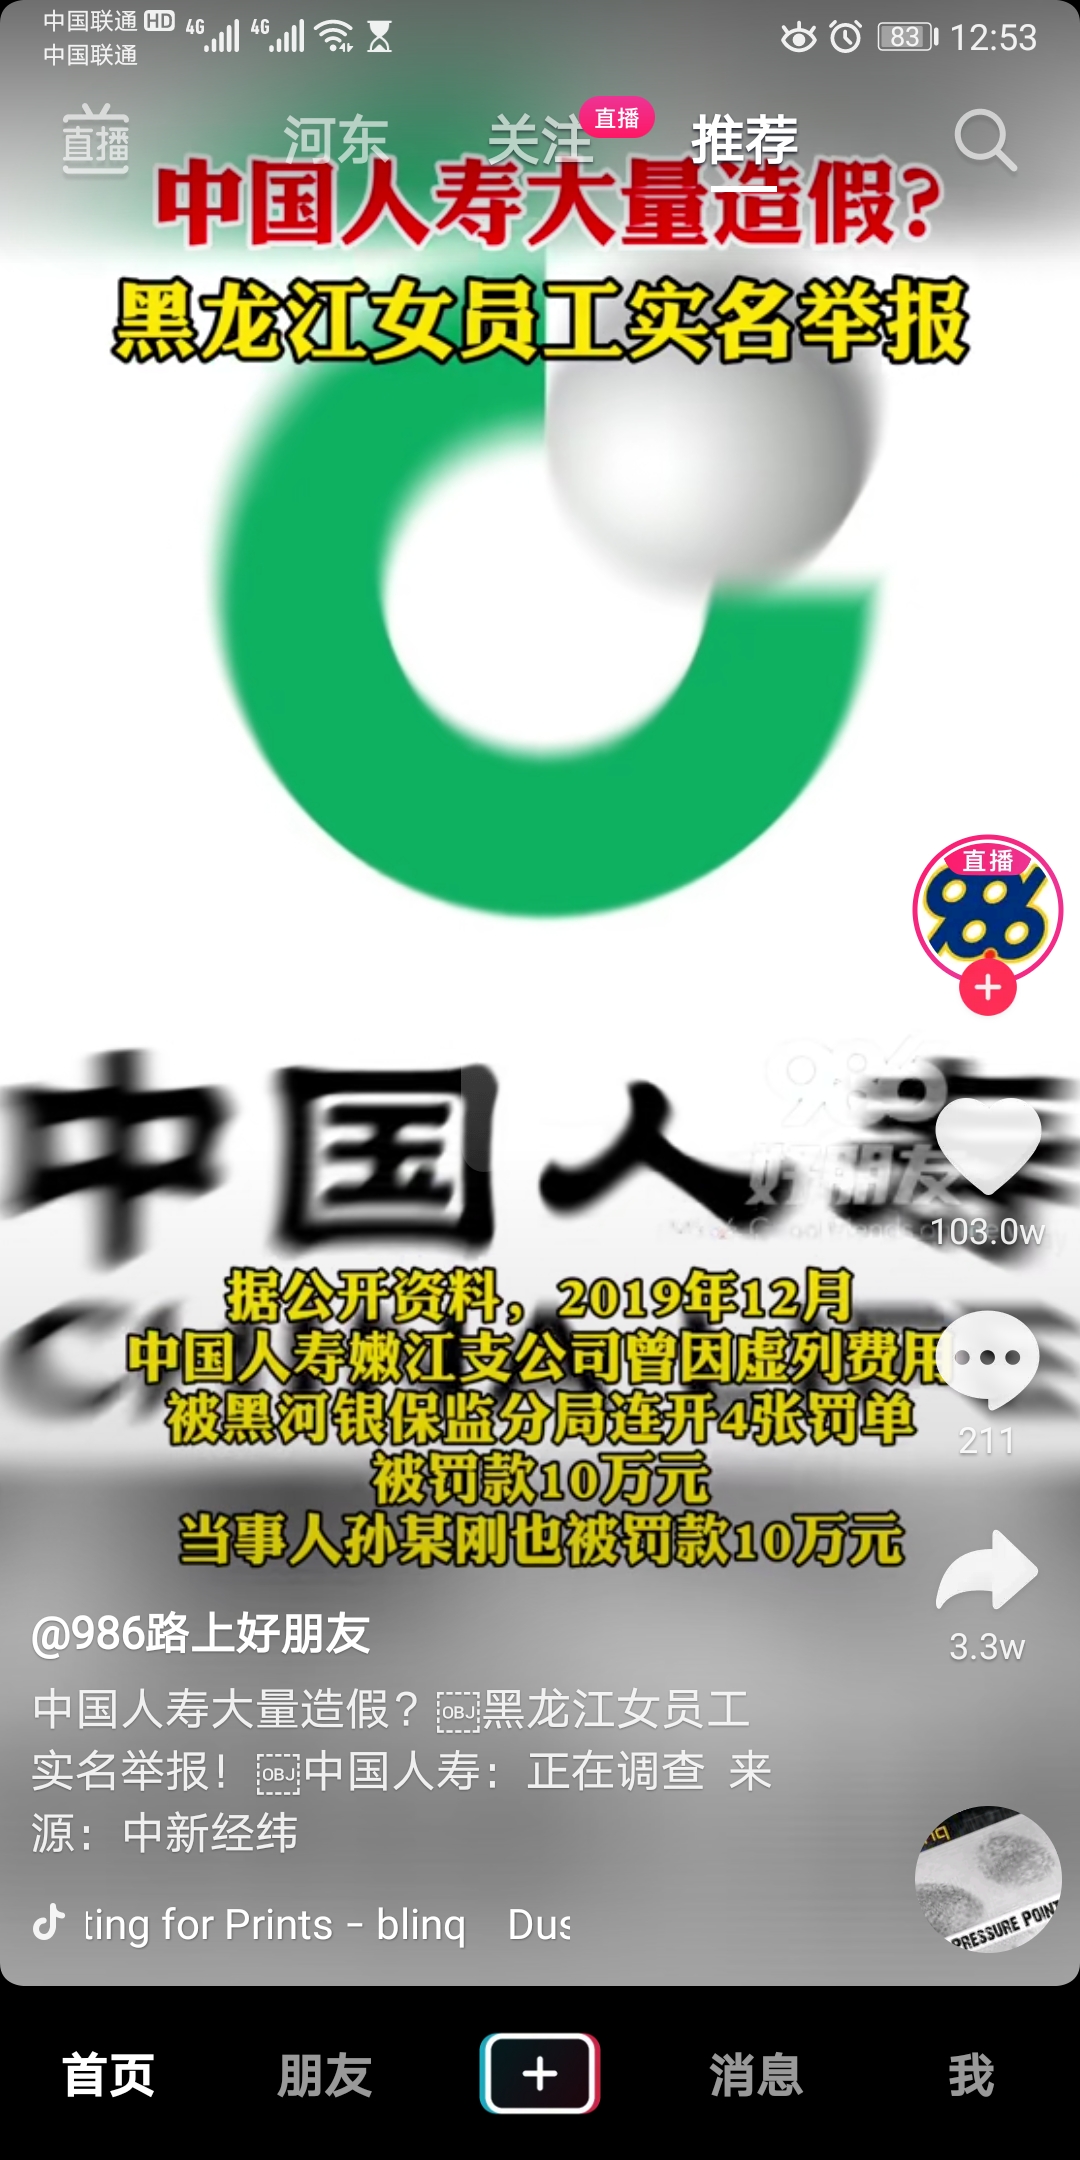 中国联通 HD 4G 4G 83 12:53
中国联通
直播 河东 关注 直播 推荐
中国人寿大量造假?
黑龙江女员工实名举报
直播
986
中国人
986
好朋友
103.0w
据公开资料，2019年12月
中国人寿嫩江支公司曾因虚列费用
被黑河银保监分局连开4张罚单
211
被罚款10万元
当事人孙某刚也被罚款10万元
@986路上好朋友
3.3w
中国人寿大量造假？OBJ黑龙江女员工
实名举报！OBJ中国人寿：正在调查 来
源：中新经纬
ting for Prints - blinq Dus
PRESSURE POINT
首页 朋友 消息 我